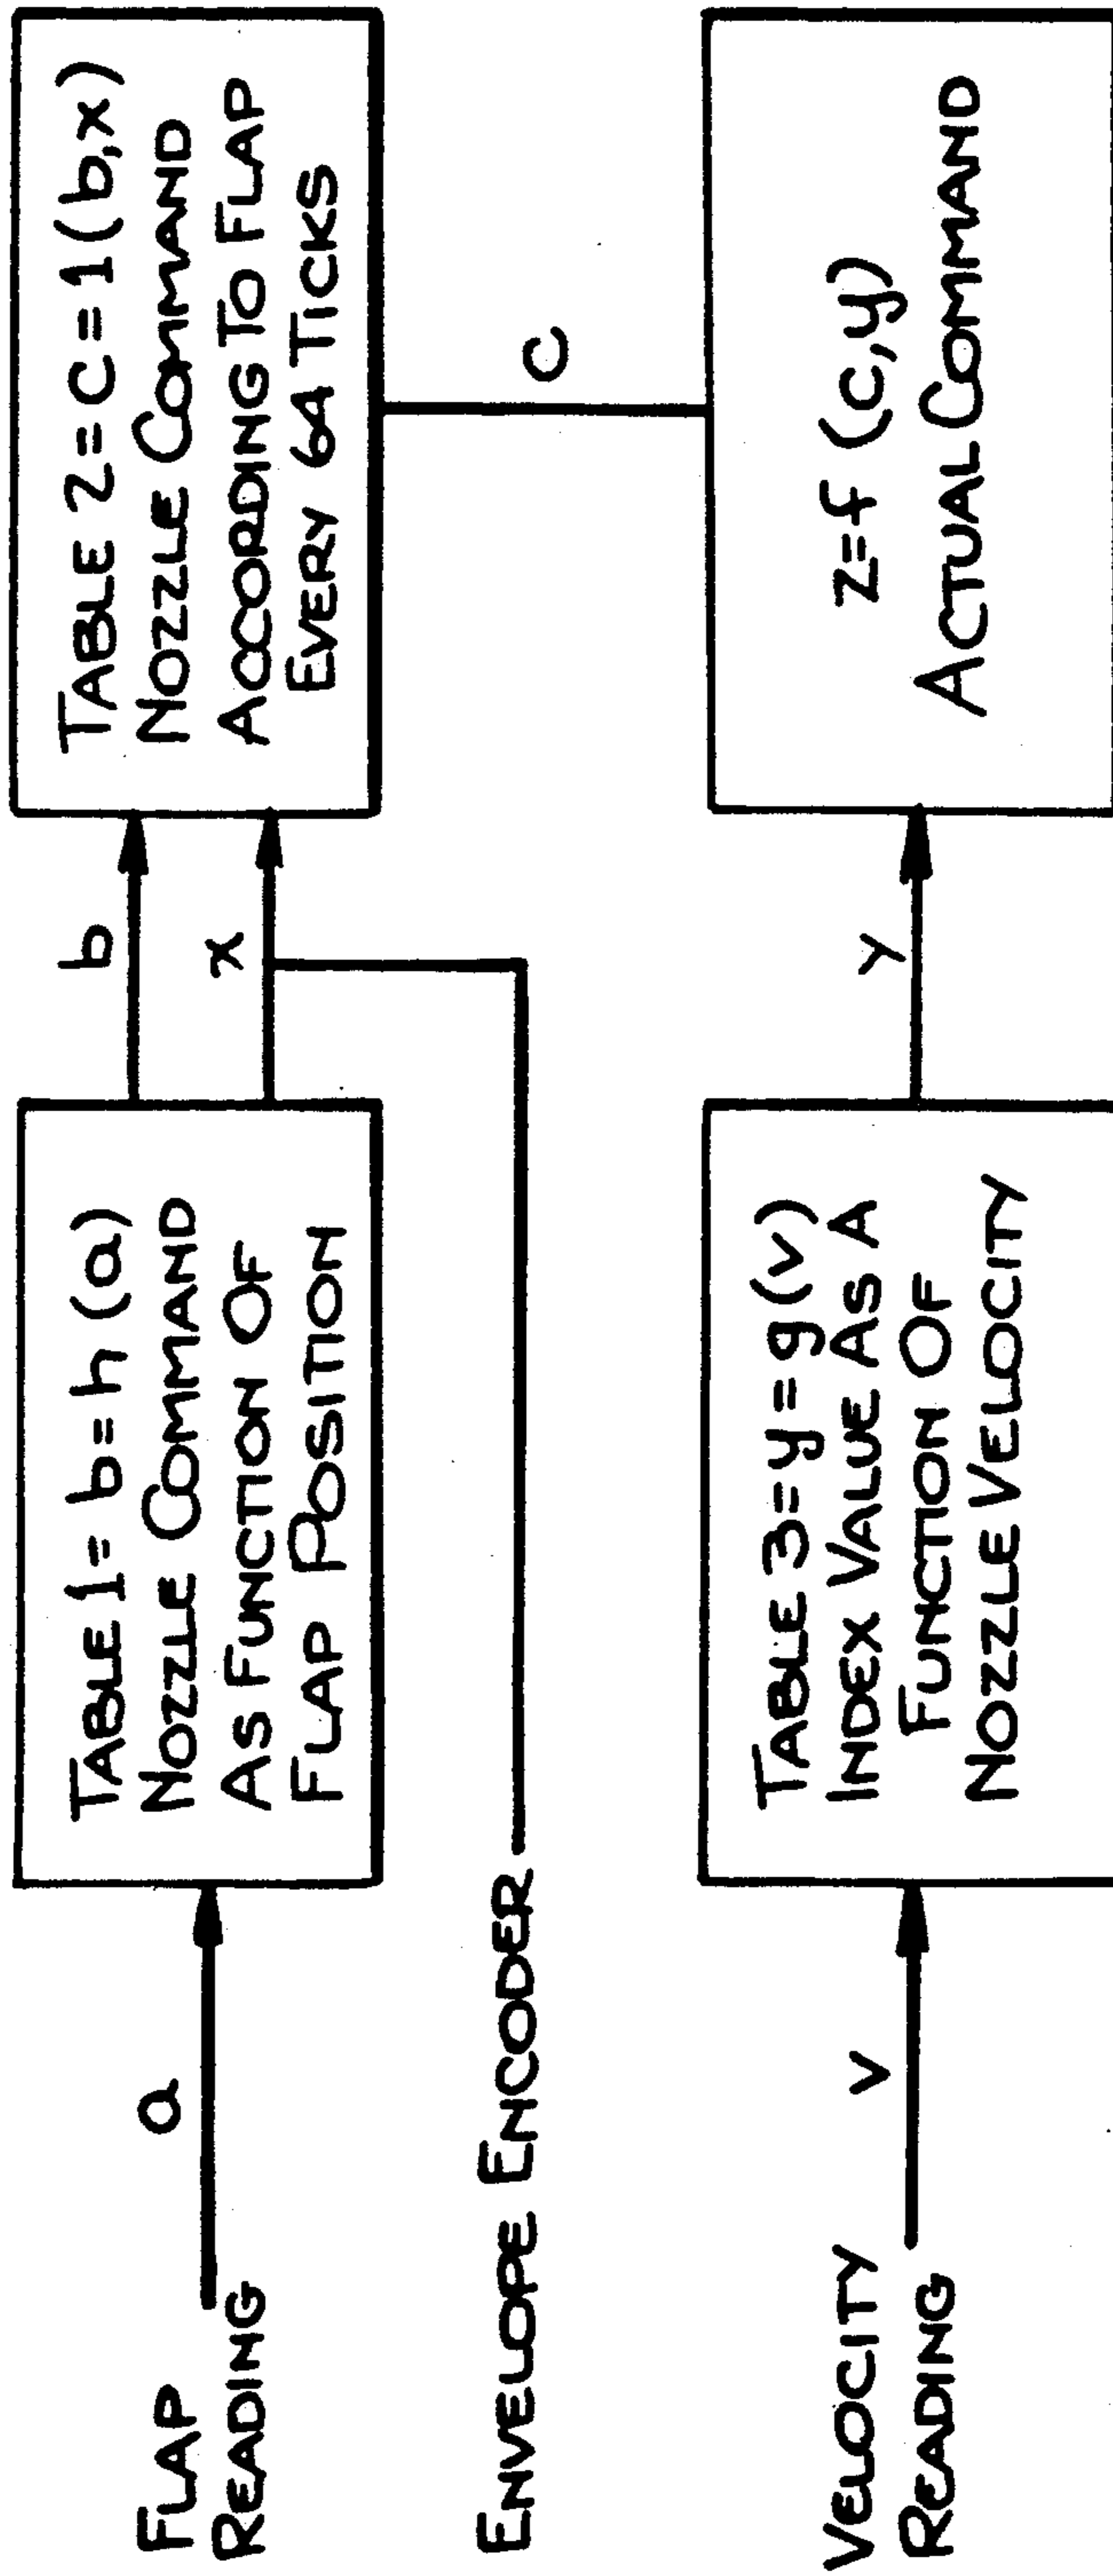 FLAP
READING
a
TABLE 1 = b = h (a)
NOZZLE COMMAND
AS FUNCTION OF
FLAP POSITION
b
x
TABLE 2 = C = 1 (b,x)
NOZZLE COMMAND
ACCORDING TO FLAP
EVERY 64 TICKS
ENVELOPE ENCODER
C
VELOCITY
READING
V
TABLE 3 = y = g (v)
INDEX VALUE AS A
FUNCTION OF
NOZZLE VELOCITY
Y
z = f (c,y)
ACTUAL COMMAND